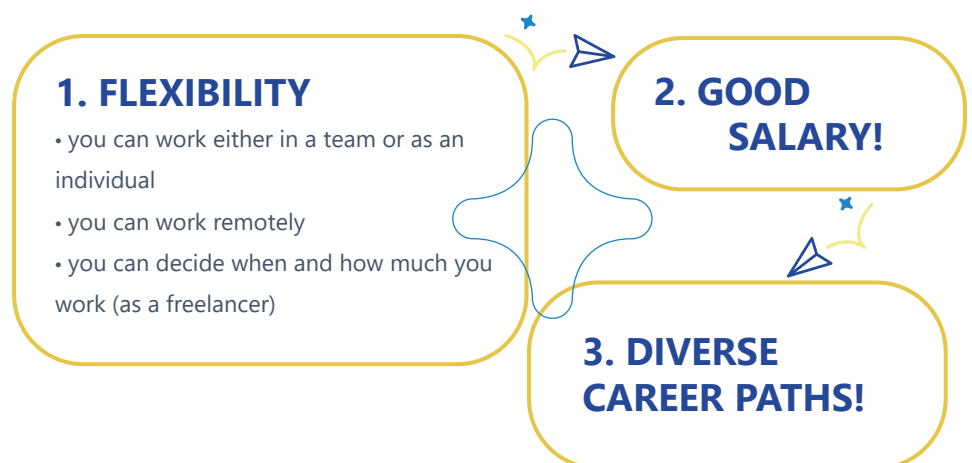 1. FLEXIBILITY
• you can work either in a team or as an
individual
• you can work remotely
• you can decide when and how much you
work (as a freelancer)
2. GOOD
SALARY!
3. DIVERSE
CAREER PATHS!